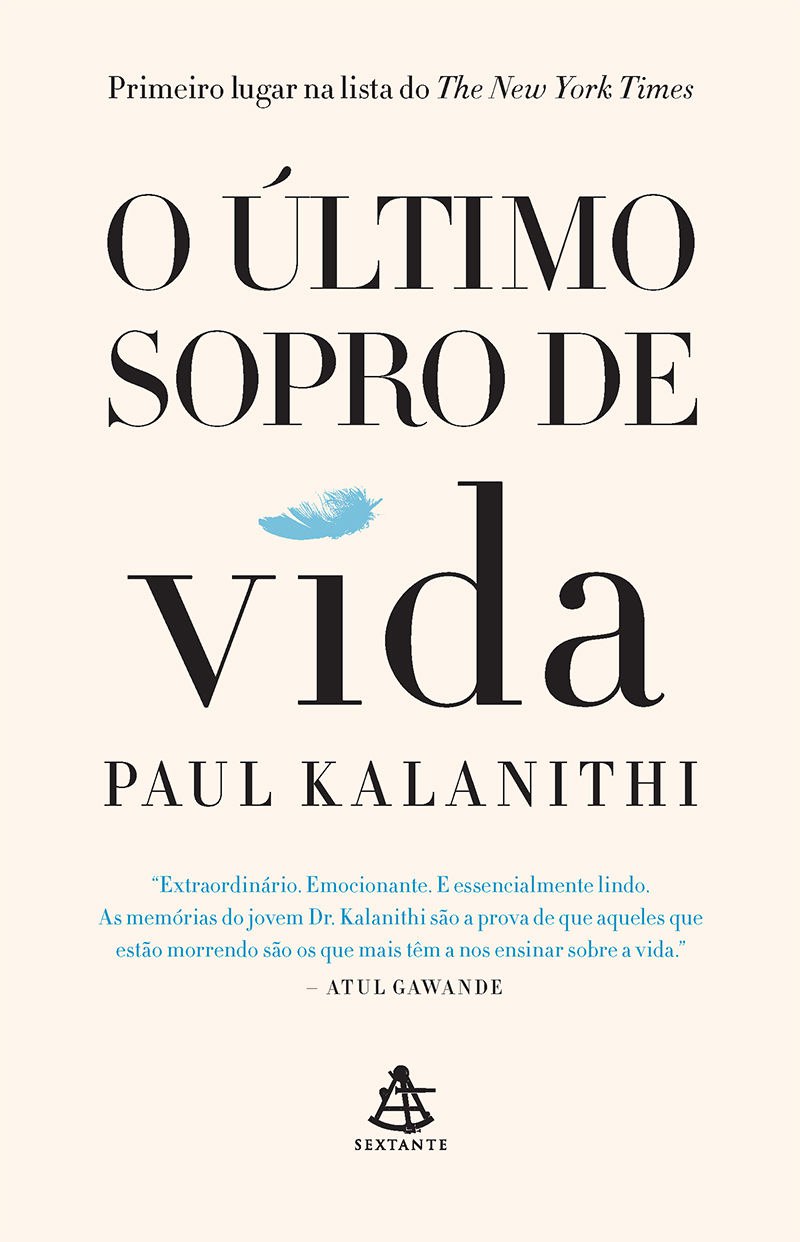 Primeiro lugar na lista do The New York Times
O ÚLTIMO
SOPRO DE
vida
PAUL KALANITHI
“Extraordinário. Emocionante. E essencialmente lindo.
As memórias do jovem Dr. Kalanithi são a prova de que aqueles que
estão morrendo são os que mais têm a nos ensinar sobre a vida.”
– ATUL GAWANDE
SEXTANTE